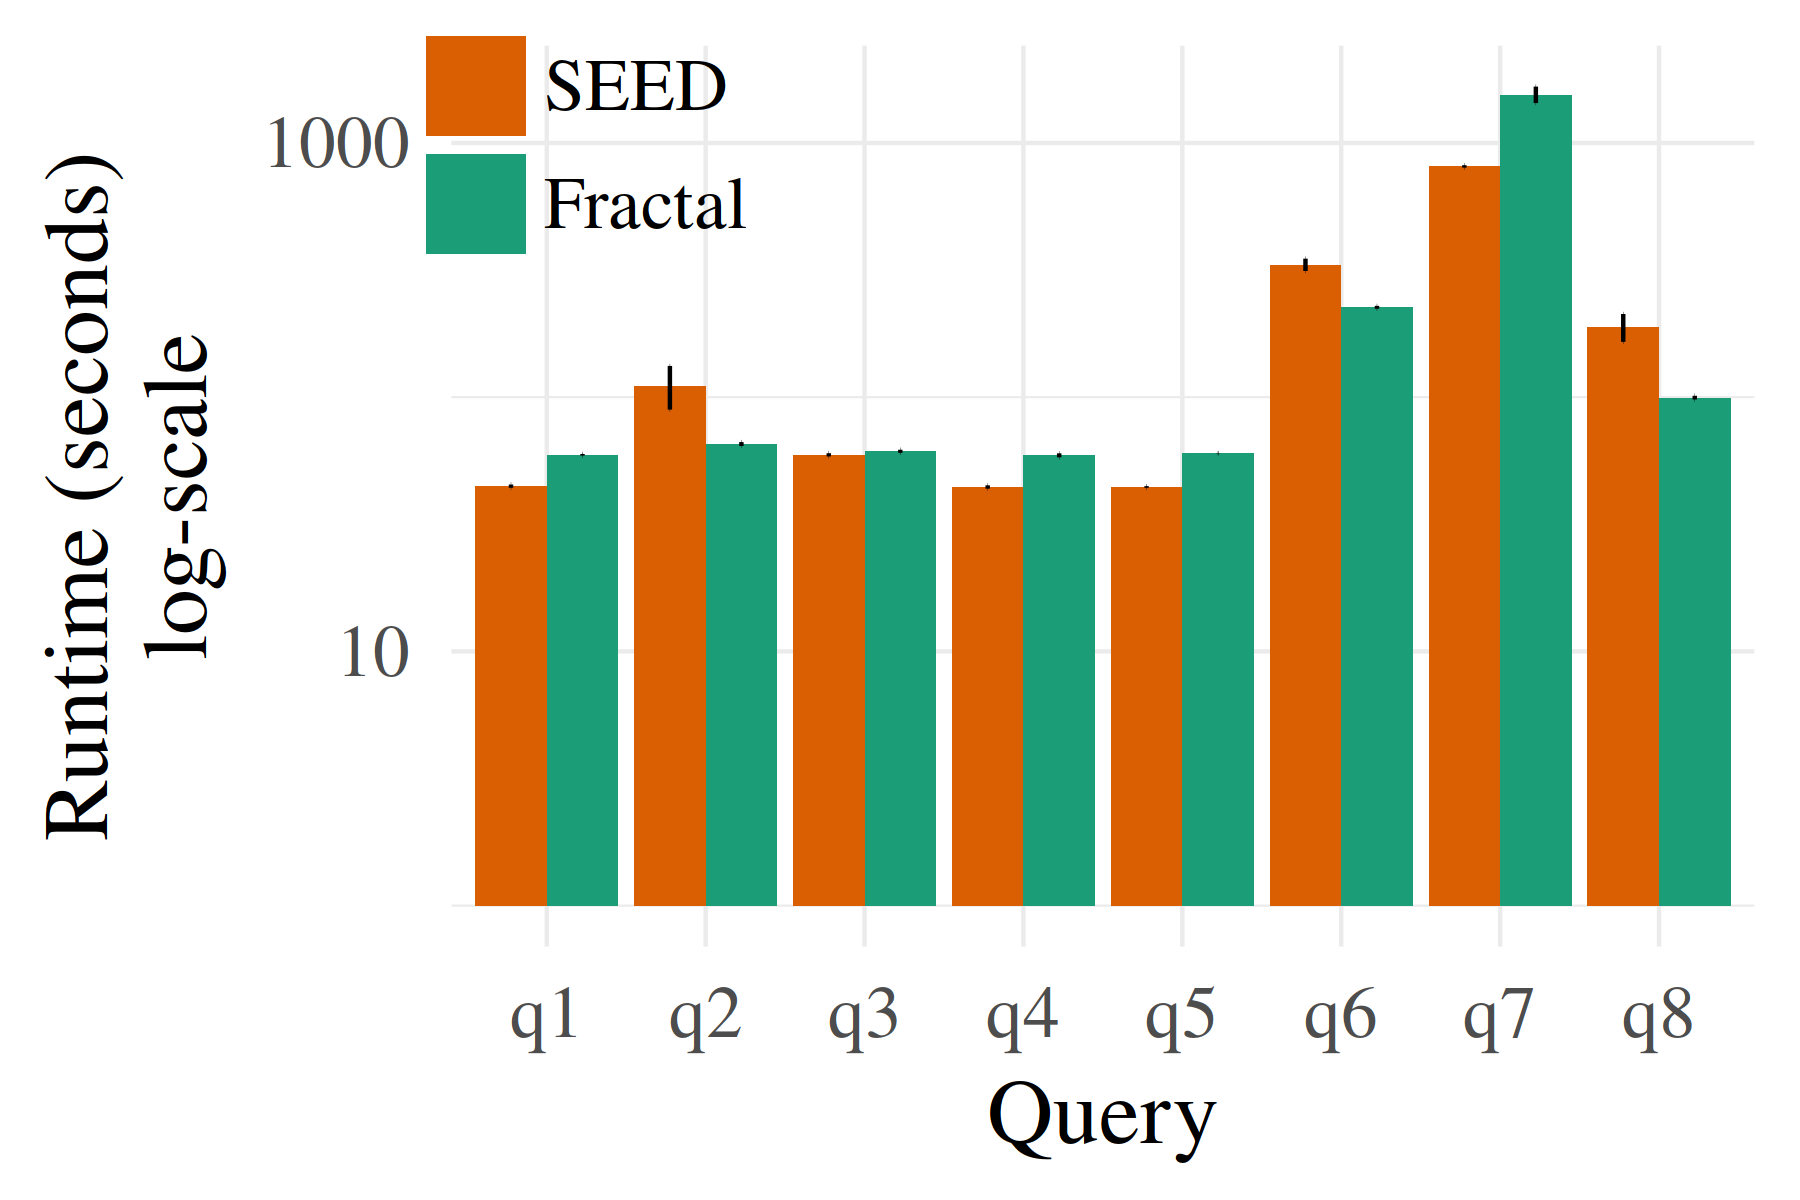 SEED
Fractal
1000
10
Runtime (seconds)
log-scale
q1 q2 q3 q4 q5 q6 q7 q8
Query